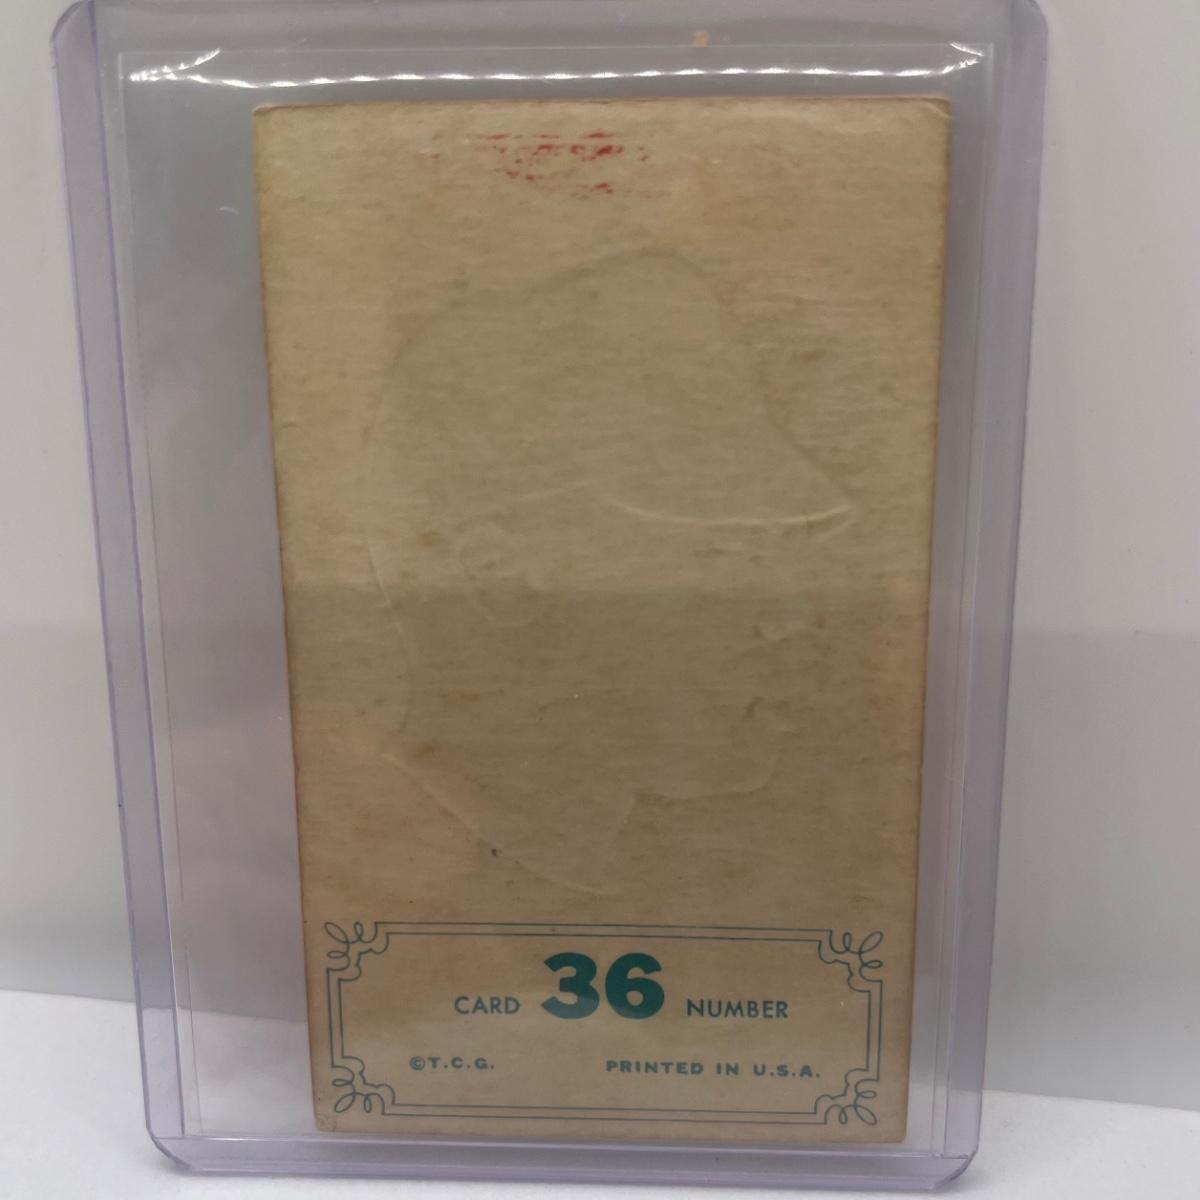 CARD 36 NUMBER
©T.C.G. PRINTED IN U.S.A.